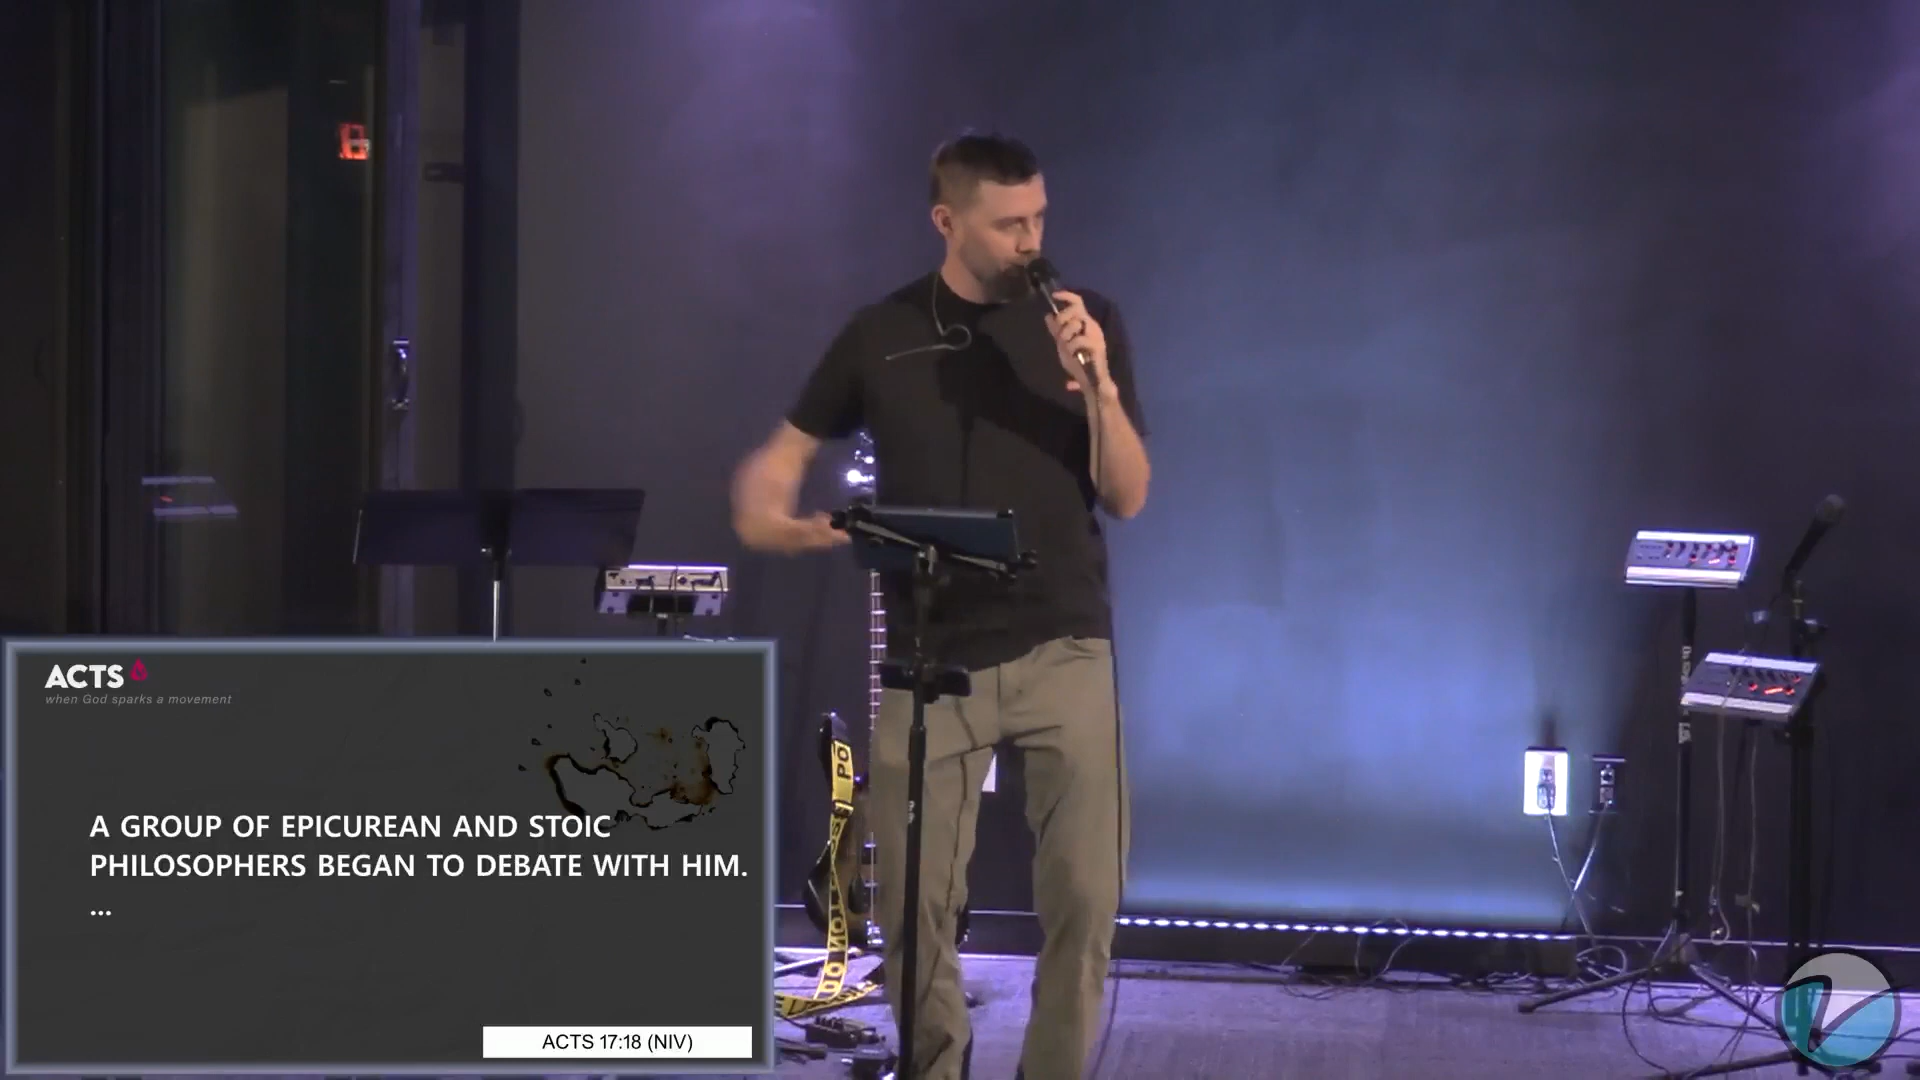 ACTS
when God sparks a movement
A GROUP OF EPICUREAN AND STOIC
PHILOSOPHERS BEGAN TO DEBATE WITH HIM.
...
ACTS 17:18 (NIV)